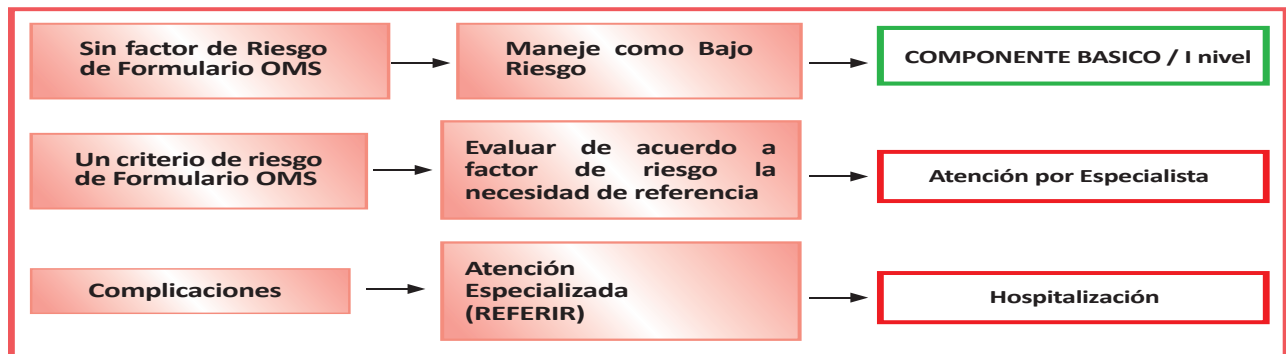 Sin factor de Riesgo
de Formulario OMS
Maneje como Bajo
Riesgo
COMPONENTE BASICO / I nivel
Un criterio de riesgo
de Formulario OMS
Evaluar de acuerdo a
factor de riesgo la
necesidad de referencia
Atención por Especialista
Complicaciones
Atención
Especializada
(REFERIR)
Hospitalización